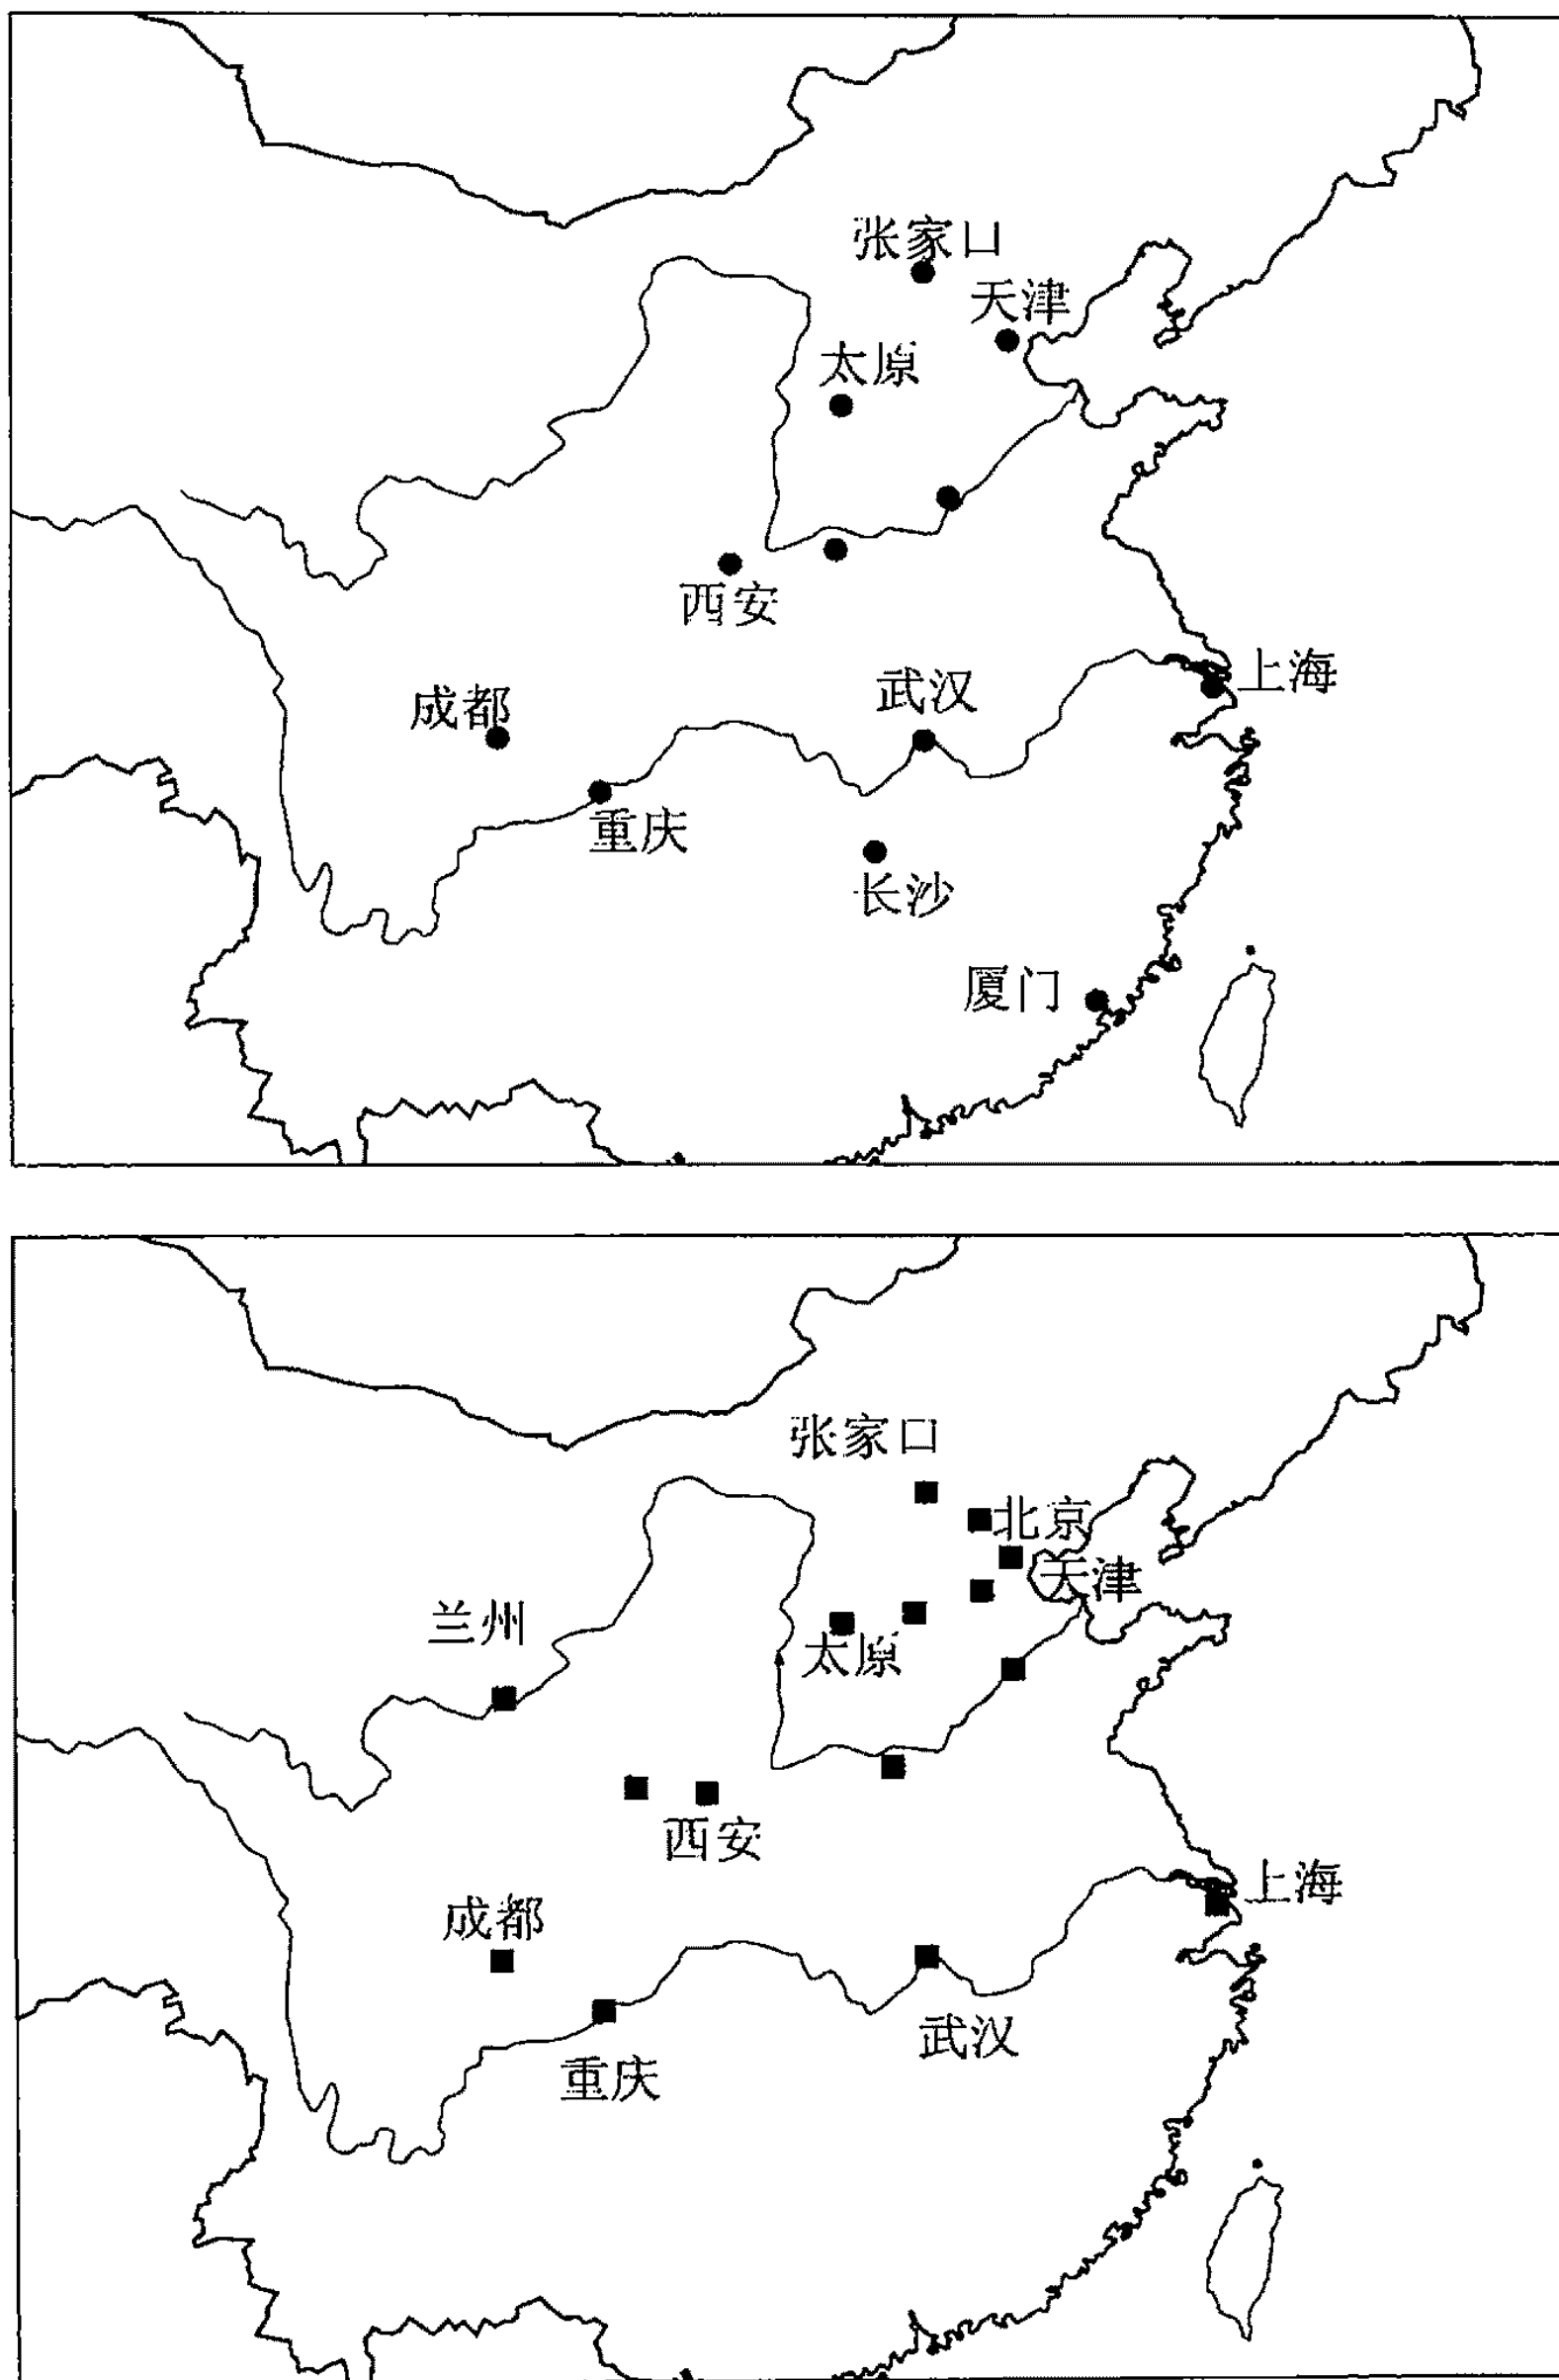 张家口
天津
太原
西安
上海
武汉
成都
重庆
长沙
厦门
张家口
北京
天津
兰州
太原
西安
上海
成都
武汉
重庆